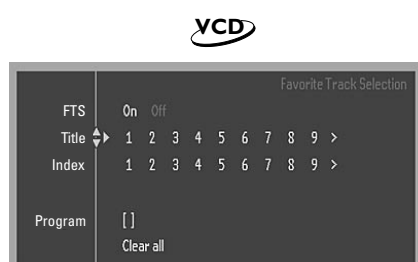 VCD
Favorite Track Selection
FTS On Off
Title 1 2 3 4 5 6 7 8 9 >
Index 1 2 3 4 5 6 7 8 9 >
Program [ ]
Clear all